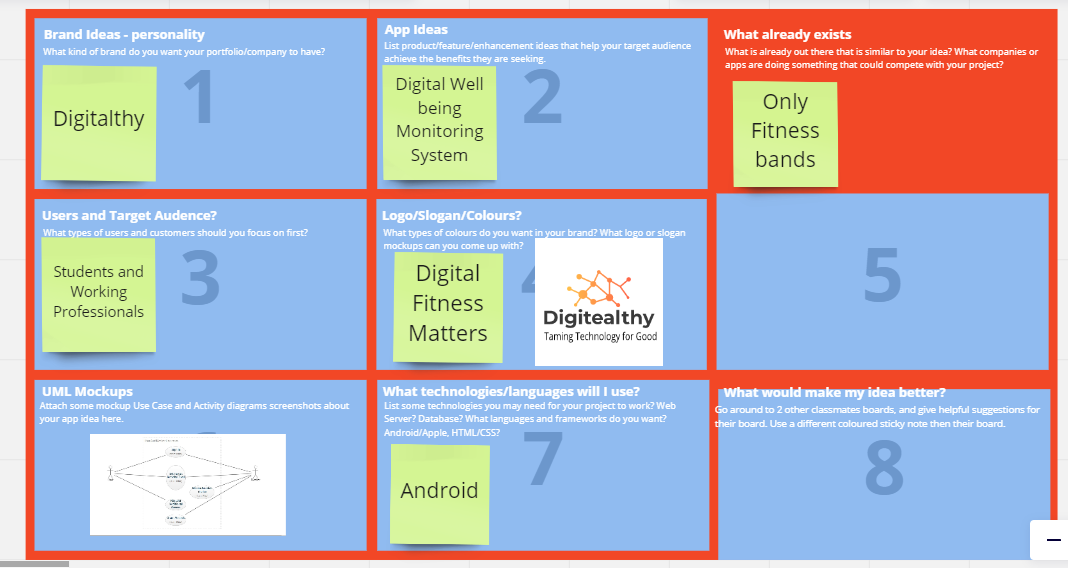 Brand Ideas - personality
What kind of brand do you want your portfolio/company to have?
1
Digitalthy
App Ideas
List product/feature/enhancement ideas that help your target audience
achieve the benefits they are seeking.
2
Digital Well
being
Monitoring
System
What already exists
What is already out there that is similar to your idea? What companies or
apps are doing something that could compete with your project?
Only
Fitness
bands
Users and Target Audence?
What types of users and customers should you focus on first?
3
Students and
Working
Professionals
Logo/Slogan/Colours?
What types of colours do you want in your brand? What logo or slogan
mockups can you come up with?
4
Digital
Fitness
Matters
Digitealthy
Taming Technology for Good
5
UML Mockups
Attach some mockup Use Case and Activity diagrams screenshots about
your app idea here.
What technologies/languages will I use?
List some technologies you may need for your project to work? Web
Server? Database? What languages and frameworks do you want?
Android/Apple, HTML/CSS?
7
Android
What would make my idea better?
Go around to 2 other classmates boards, and give helpful suggestions for
their board. Use a different coloured sticky note then their board.
8